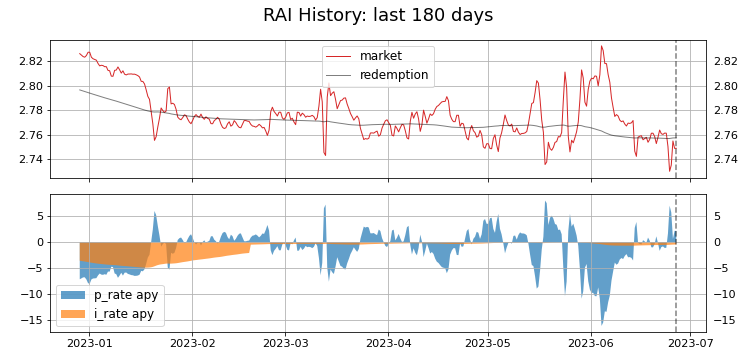 RAI History: last 180 days
market
redemption
2.82 2.82
2.80 2.80
2.78 2.78
2.76 2.76
2.74 2.74
5 5
0 0
−5 −5
−10 −10
−15 −15
p_rate apy
i_rate apy
2023-01 2023-02 2023-03 2023-04 2023-05 2023-06 2023-07